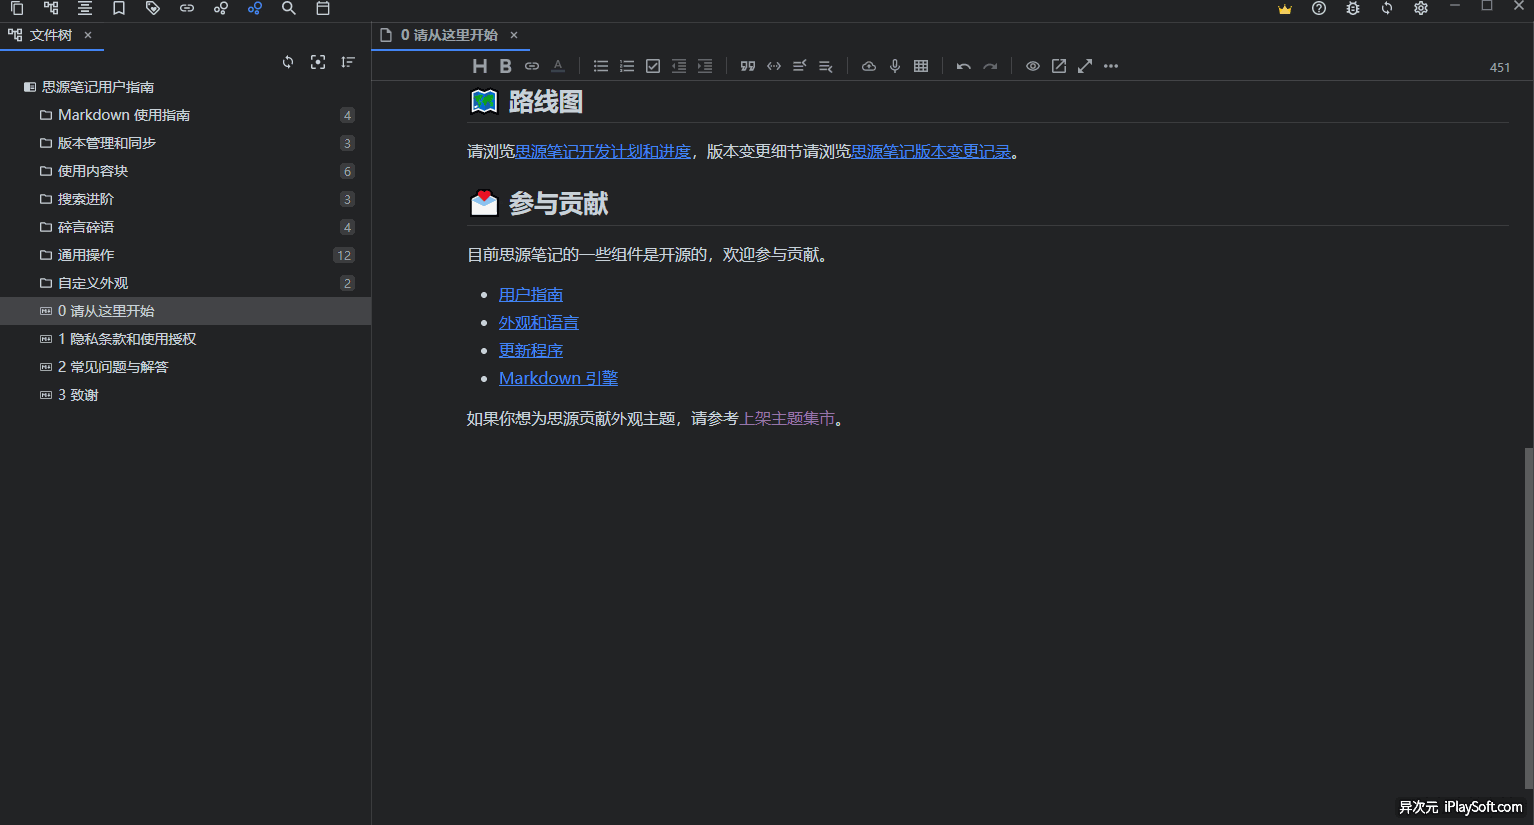 文件树
0 请从这里开始
451
思源笔记用户指南
Markdown 使用指南 4
版本管理和同步 3
使用内容块 6
搜索进阶 3
碎言碎语 4
通用操作 12
自定义外观 2
0 请从这里开始
1 隐私条款和使用授权
2 常见问题与解答
3 致谢
路线图
请浏览思源笔记开发计划和进度，版本变更细节请浏览思源笔记版本变更记录。
参与贡献
目前思源笔记的一些组件是开源的，欢迎参与贡献。
用户指南
外观和语言
更新程序
Markdown 引擎
如果你想为思源贡献外观主题，请参考上架主题集市。
异次元 iPlaySoft.com